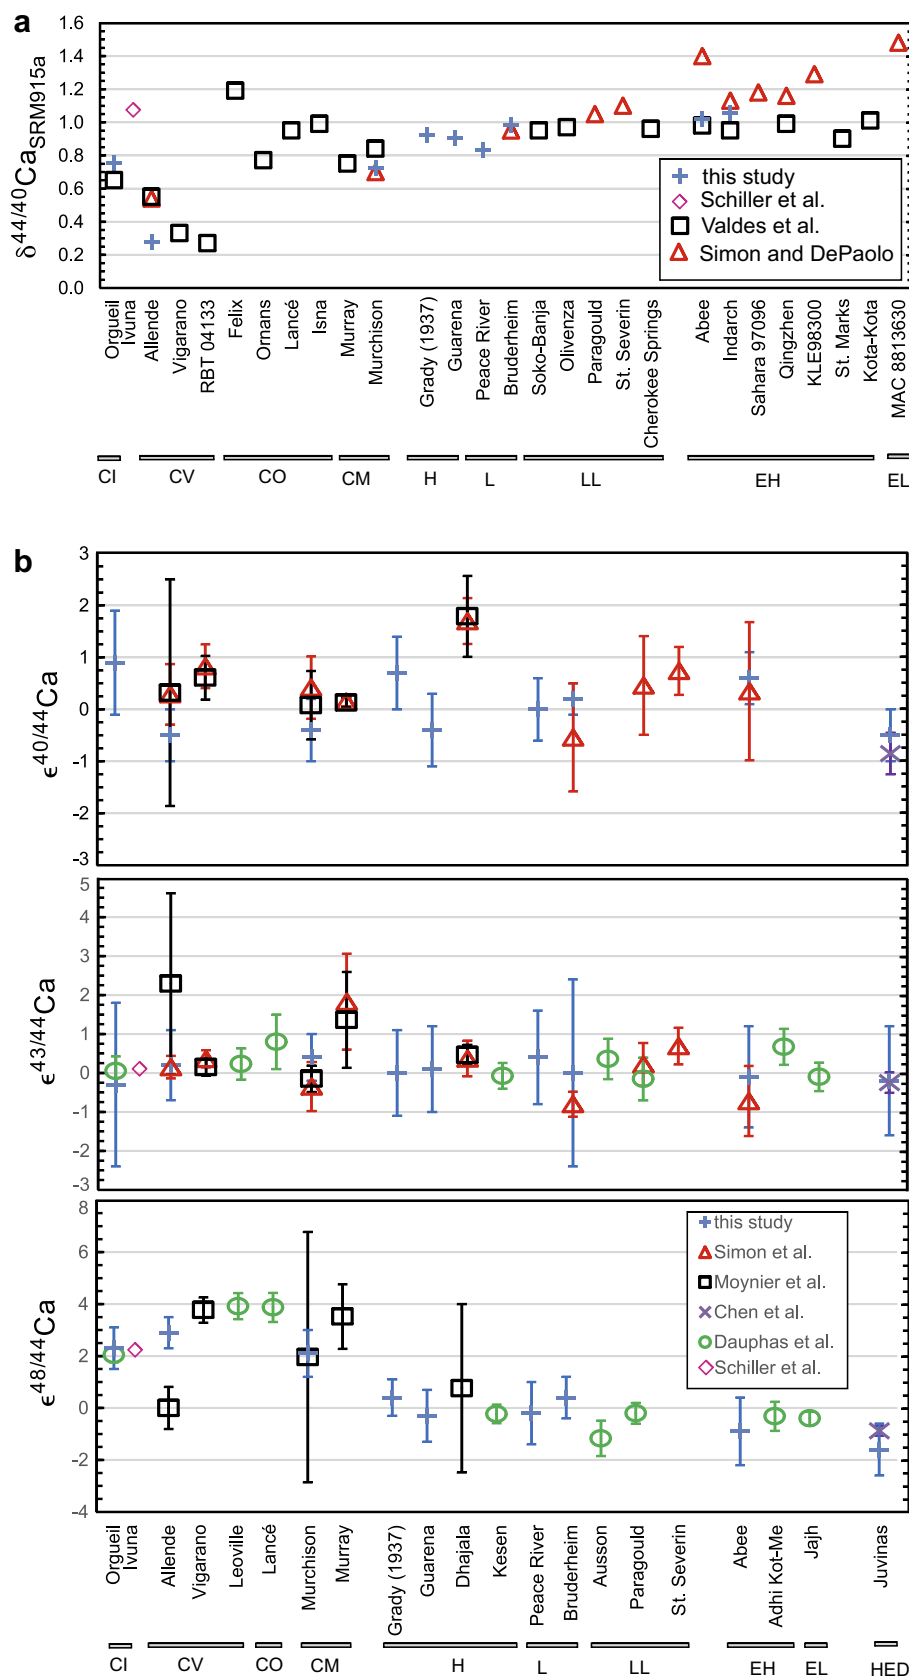 a
δ44/40CaSRM915a
1.6
1.4
1.2
1.0
0.8
0.6
0.4
0.2
0.0
this study
Schiller et al.
Valdes et al.
Simon and DePaolo
Orgueil
Ivuna
Allende
Vigarano
RBT 04133
Felix
Ornans
Lancé
Isna
Murray
Murchison
Grady (1937)
Guarena
Peace River
Bruderheim
Soko-Banja
Olivenza
Paragould
St. Severin
Cherokee Springs
Abee
Indarch
Sahara 97096
Qingzhen
KLE98300
St. Marks
Kota-Kota
MAC 8813630
CI CV CO CM H L LL EH EL
b
ϵ40/44Ca
3
2
1
0
-1
-2
-3
ϵ43/44Ca
5
4
3
2
1
0
-1
-2
-3
ϵ48/44Ca
8
6
4
2
0
-2
-4
this study
Simon et al.
Moynier et al.
Chen et al.
Dauphas et al.
Schiller et al.
Orgueil
Ivuna
Allende
Vigarano
Leoville
Lancé
Murchison
Murray
Grady (1937)
Guarena
Dhajala
Kesen
Peace River
Bruderheim
Ausson
Paragould
St. Severin
Abee
Adhi Kot-Me
Jajh
Juvinas
CI CV CO CM H L LL EH EL HED